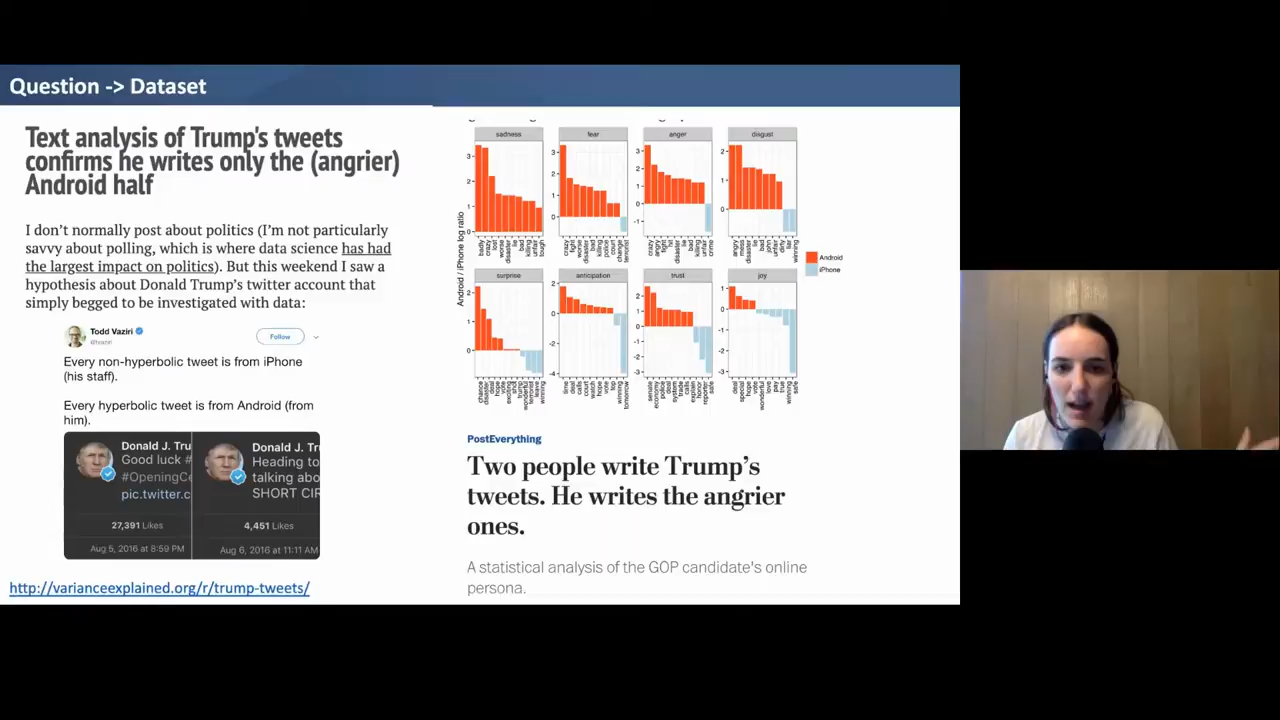 Question -> Dataset
Text analysis of Trump's tweets
confirms he writes only the (angrier)
Android half
I don't normally post about politics (I'm not particularly
savvy about polling, which is where data science has had
the largest impact on politics). But this weekend I saw a
hypothesis about Donald Trump's twitter account that
simply begged to be investigated with data:
Todd Vaziri
Follow
Every non-hyperbolic tweet is from iPhone
(his staff).
Every hyperbolic tweet is from Android (from
him).
Donald J. Tru
Good luck #
#OpeningCe
pic.twitter.c
27,391 Likes
Aug 5, 2016 at 8:59 PM
Donald J. Tru
Heading to
talking abo
SHORT CIR
4,451 Likes
Aug 6, 2016 at 11:11 AM
http://varianceexplained.org/r/trump-tweets/
Android / iPhone log ratio
sadness
fear
anger
disgust
surprise
anticipation
trust
joy
Android
iPhone
PostEverything
Two people write Trump's
tweets. He writes the angrier
ones.
A statistical analysis of the GOP candidate's online
persona.